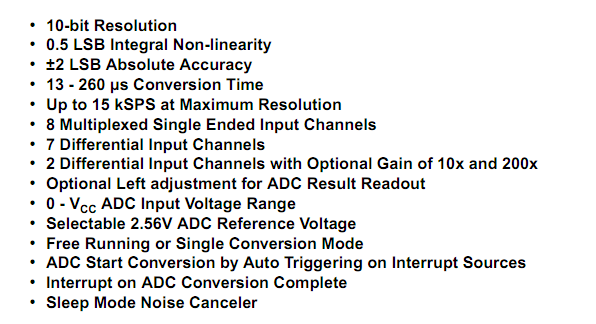 • 10-bit Resolution
• 0.5 LSB Integral Non-linearity
• ±2 LSB Absolute Accuracy
• 13 - 260 µs Conversion Time
• Up to 15 kSPS at Maximum Resolution
• 8 Multiplexed Single Ended Input Channels
• 7 Differential Input Channels
• 2 Differential Input Channels with Optional Gain of 10x and 200x
• Optional Left adjustment for ADC Result Readout
• 0 - VCC ADC Input Voltage Range
• Selectable 2.56V ADC Reference Voltage
• Free Running or Single Conversion Mode
• ADC Start Conversion by Auto Triggering on Interrupt Sources
• Interrupt on ADC Conversion Complete
• Sleep Mode Noise Canceler